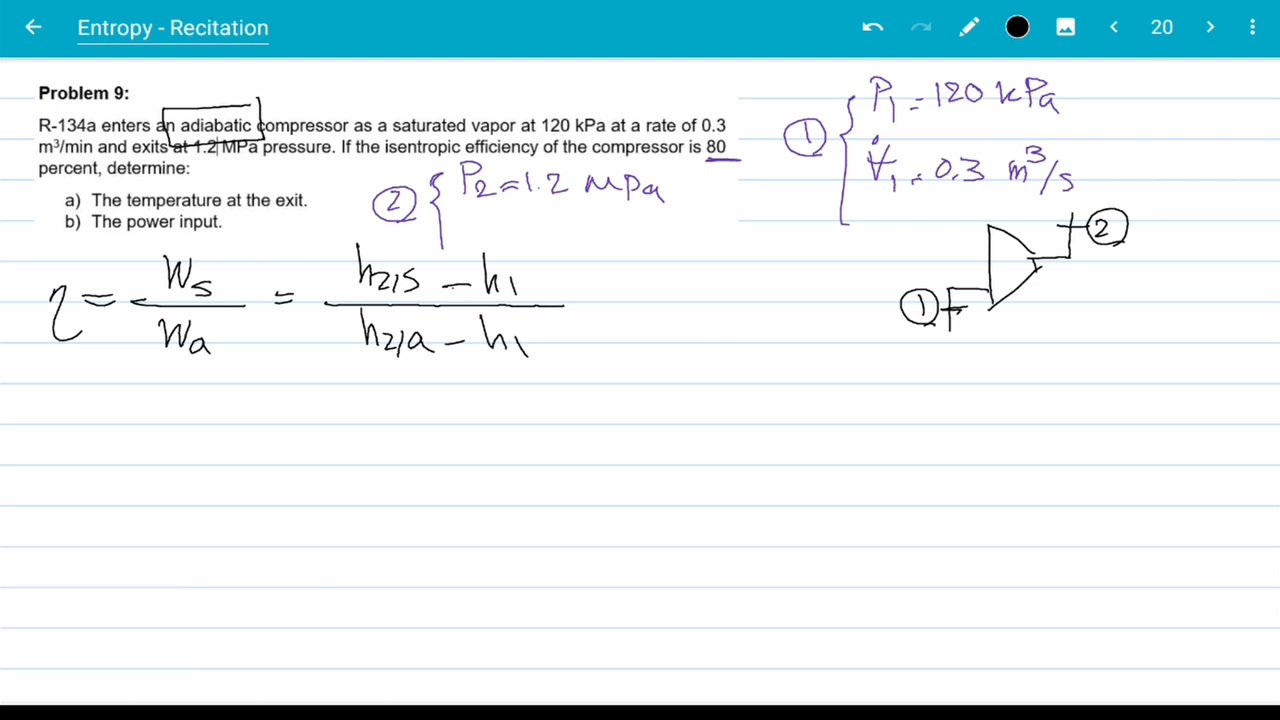 Entropy - Recitation
20
Problem 9:
R-134a enters an adiabatic compressor as a saturated vapor at 120 kPa at a rate of 0.3
m³/min and exits at 1.2 MPa pressure. If the isentropic efficiency of the compressor is 80
percent, determine:
a) The temperature at the exit.
b) The power input.
① P₁ = 120 kPa
V̇₁ = 0.3 m³/s
② P₂ = 1.2 MPa
η = Ws / Wa = (h2,s - h1) / (h2,a - h1)
①
②